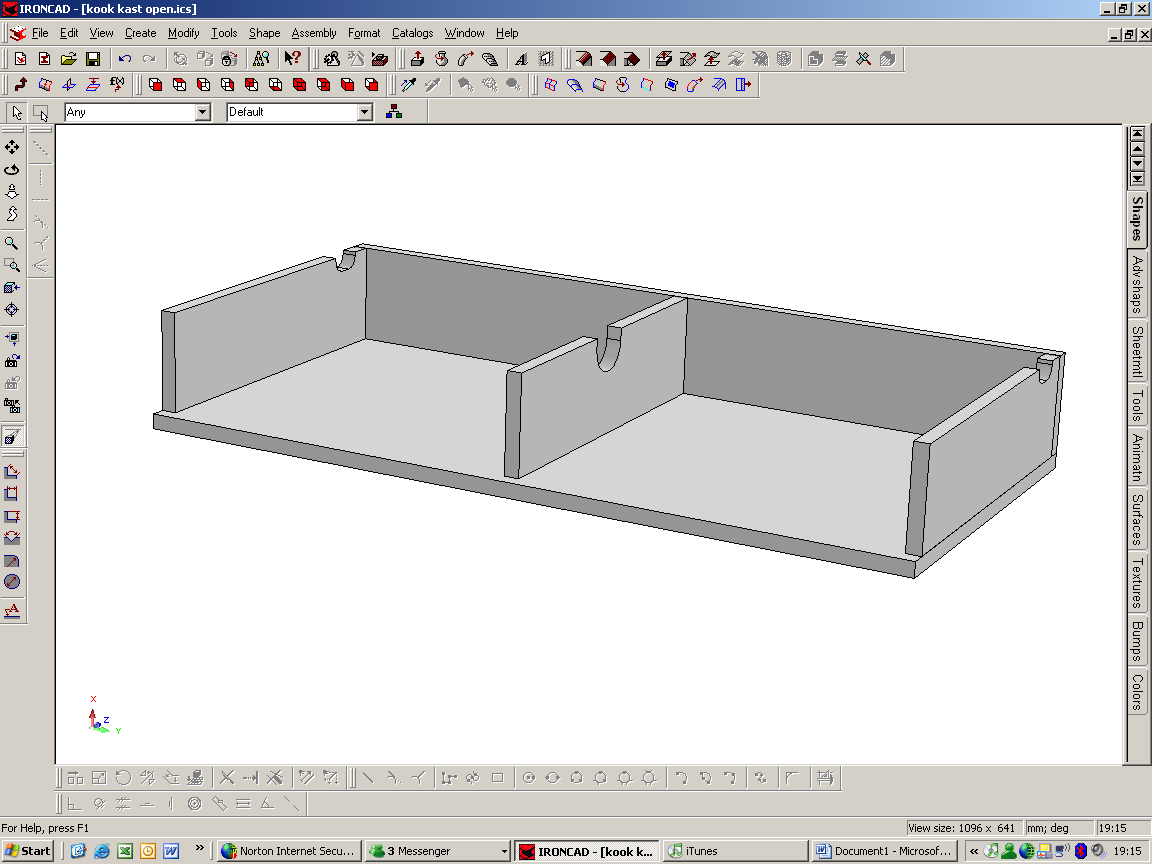 IRONCAD - [kook kast open.ics]
File Edit View Create Modify Tools Shape Assembly Format Catalogs Window Help
f(x)
Any Default
Shapes
Adv shaps
Sheetmtl
Tools
Animatn
Surfaces
Textures
Bumps
Colors
X
Z
Y
For Help, press F1 View size: 1096 x 641 mm; deg 19:15
Start » Norton Internet Secu... 3 Messenger IRONCAD - [kook k... iTunes Document1 - Microsof... « 19:15